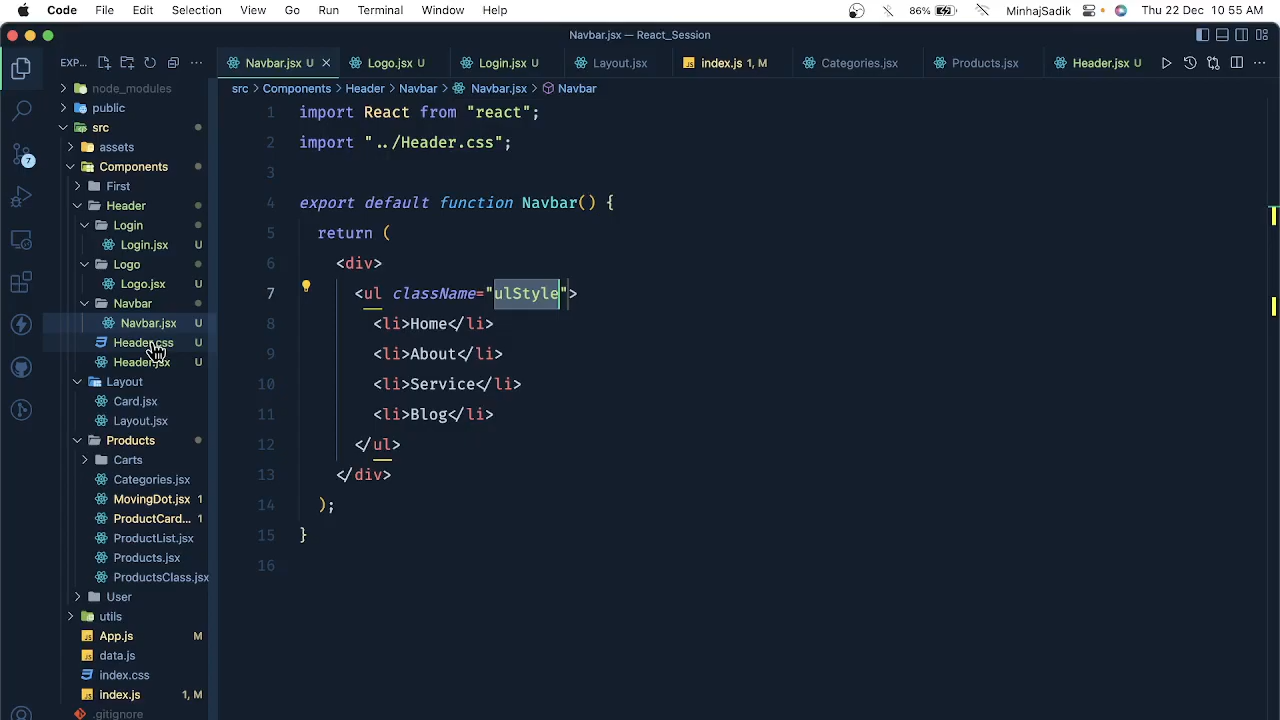 Code File Edit Selection View Go Run Terminal Window Help 86% MinhajSadik Thu 22 Dec 10:55 AM
Navbar.jsx — React_Session
EXP... Navbar.jsx U Logo.jsx U Login.jsx U Layout.jsx index.js 1, M Categories.jsx Products.jsx Header.jsx U
src > Components > Header > Navbar > Navbar.jsx > Navbar
node_modules
public
src
assets
Components
First
Header
Login
Login.jsx U
Logo
Logo.jsx U
Navbar
Navbar.jsx U
Header.css U
Header.jsx U
Layout
Card.jsx
Layout.jsx
Products
Carts
Categories.jsx
MovingDot.jsx 1
ProductCard... 1
ProductList.jsx
Products.jsx
ProductsClass.jsx
User
utils
App.js M
data.js
index.css
index.js 1, M
.gitignore
7
1 import React from "react";
2 import "../Header.css";
3
4 export default function Navbar() {
5 return (
6 <div>
7 <ul className="ulStyle">
8 <li>Home</li>
9 <li>About</li>
10 <li>Service</li>
11 <li>Blog</li>
12 </ul>
13 </div>
14 );
15 }
16